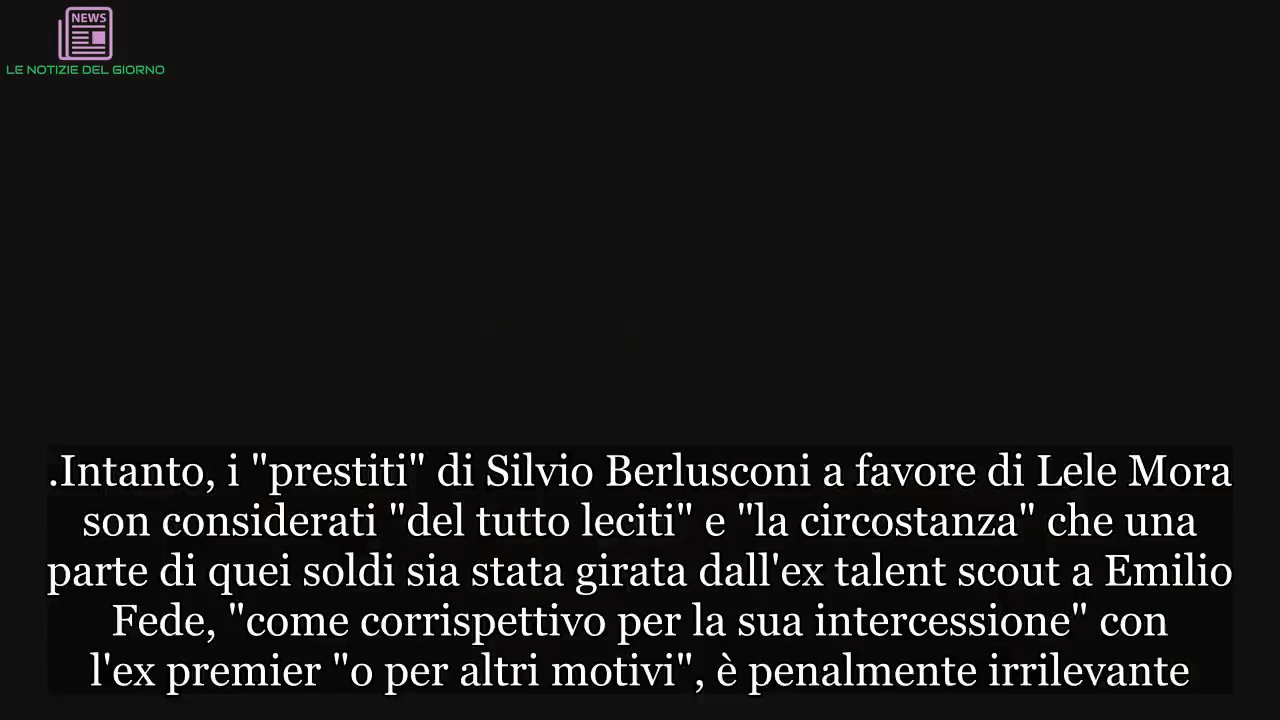 NEWS
LE NOTIZIE DEL GIORNO
.Intanto, i "prestiti" di Silvio Berlusconi a favore di Lele Mora
son considerati "del tutto leciti" e "la circostanza" che una
parte di quei soldi sia stata girata dall'ex talent scout a Emilio
Fede, "come corrispettivo per la sua intercessione" con
l'ex premier "o per altri motivi", è penalmente irrilevante